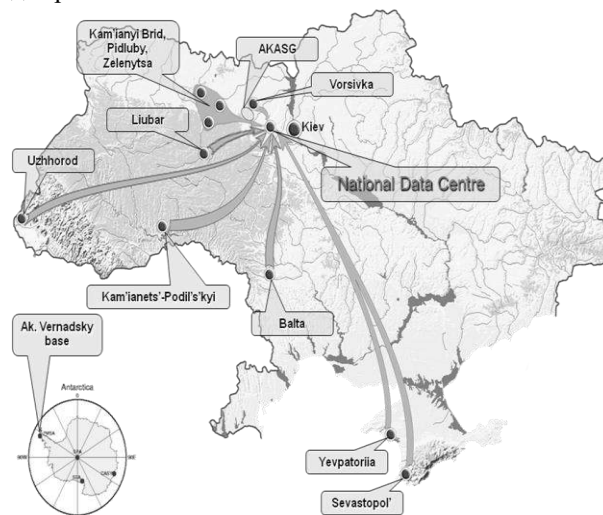 Kam'ianyi Brid,
Pidluby,
Zelenytsa
AKASG
Vorsivka
Liubar
Kiev
Uzhhorod
National Data Centre
Kam'ianets'-Podil's'kyi
Balta
Ak. Vernadsky
base
Antarctica
Yevpatoriia
Sevastopol'